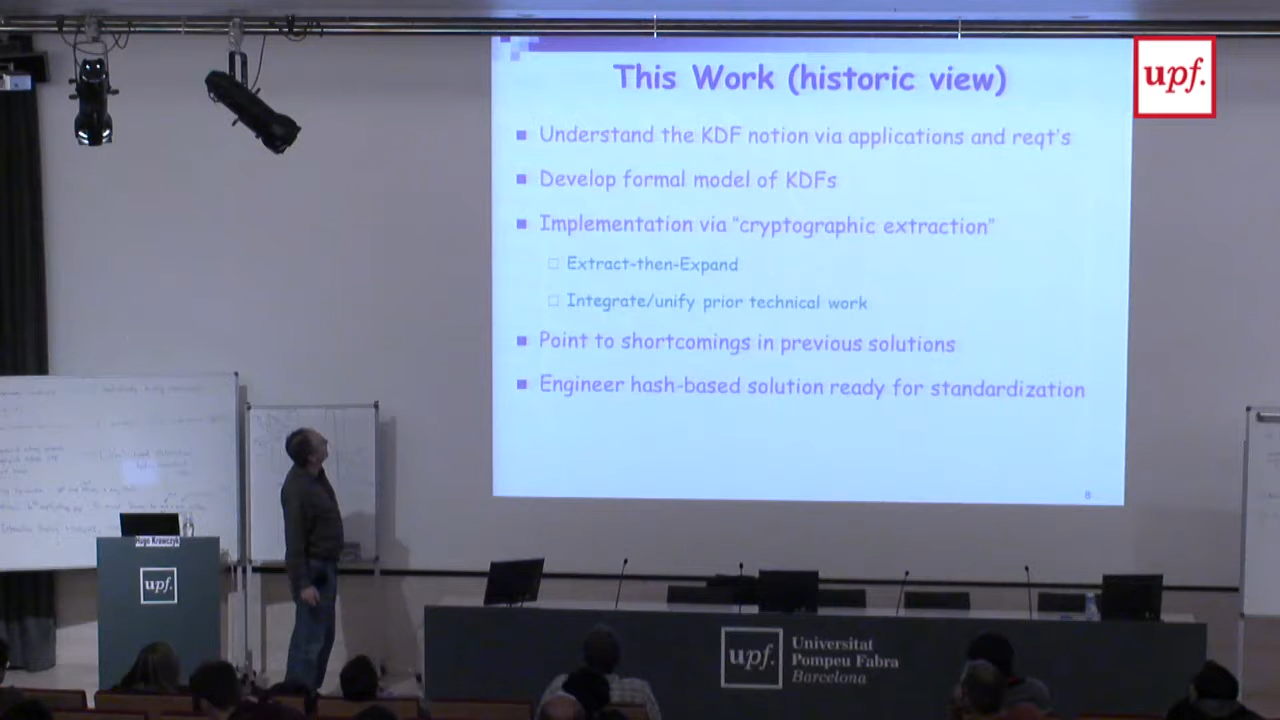 This Work (historic view)
Understand the KDF notion via applications and reqt's
Develop formal model of KDFs
Implementation via "cryptographic extraction"
Extract-then-Expand
Integrate/unify prior technical work
Point to shortcomings in previous solutions
Engineer hash-based solution ready for standardization
8
upf.
Hugo Krawczyk
upf.
upf.
Universitat
Pompeu Fabra
Barcelona